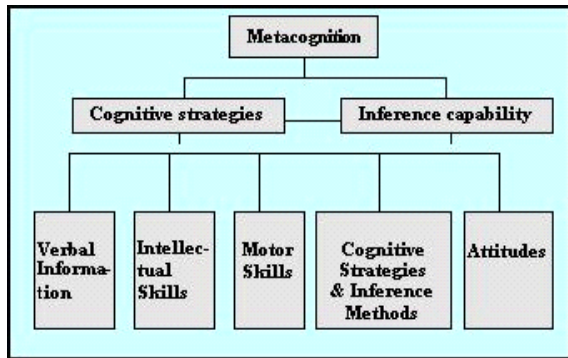 Metacognition
Cognitive strategies
Inference capability
Verbal
Informa-
tion
Intellec-
tual
Skills
Motor
Skills
Cognitive
Strategies
& Inference
Methods
Attitudes